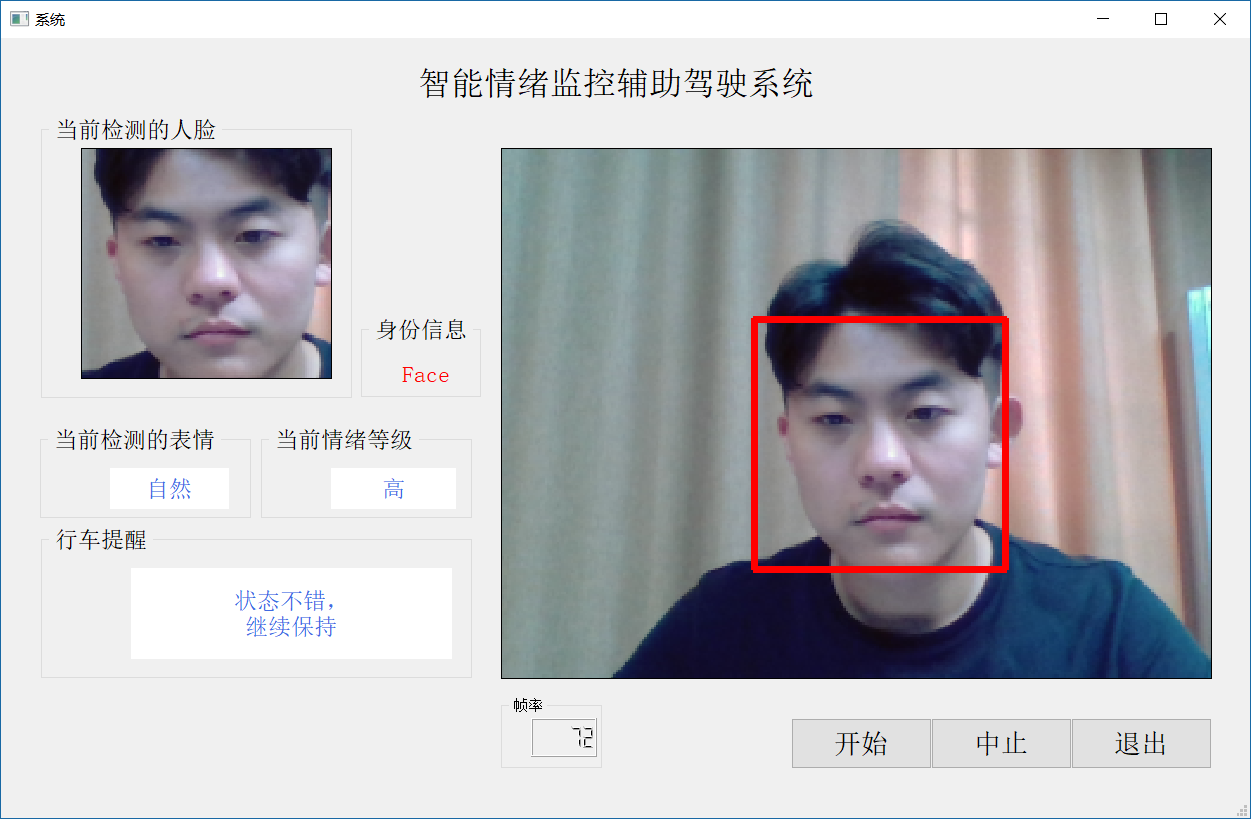 系统
智能情绪监控辅助驾驶系统
当前检测的人脸
身份信息
Face
当前检测的表情
自然
当前情绪等级
高
行车提醒
状态不错，
继续保持
帧率
72
开始
中止
退出